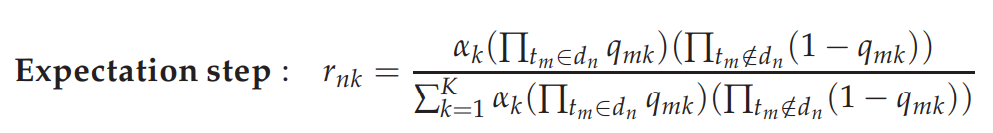 Expectation step : r_{nk} = \frac{\alpha_k (\prod_{t_m \in d_n} q_{mk})(\prod_{t_m \notin d_n} (1 - q_{mk}))}{\sum_{k=1}^{K} \alpha_k (\prod_{t_m \in d_n} q_{mk})(\prod_{t_m \notin d_n} (1 - q_{mk}))}